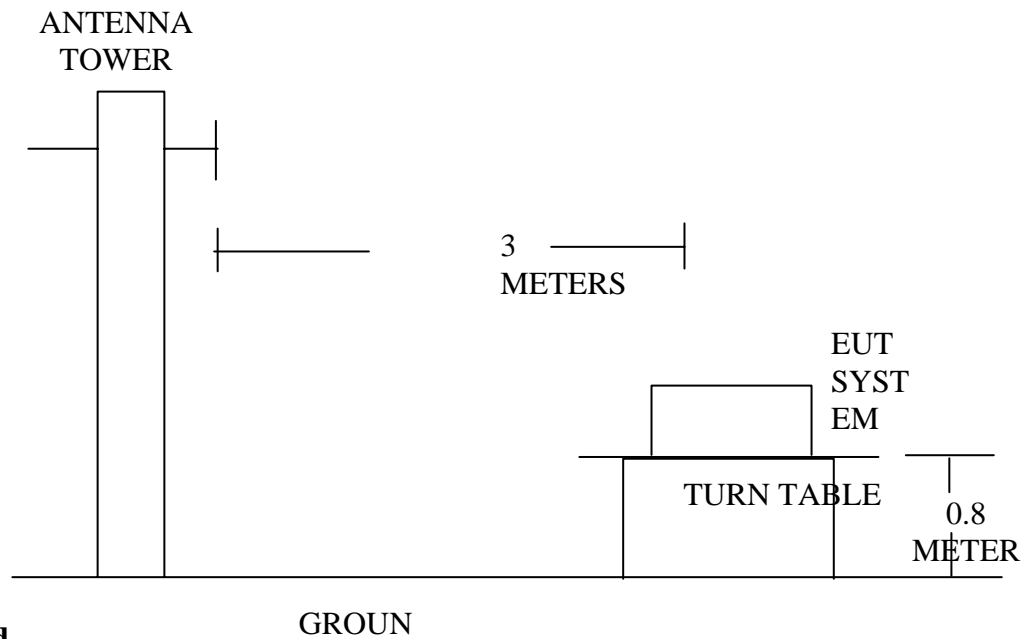 ANTENNA
TOWER
3
METERS
EUT
SYST
EM
TURN TABLE
0.8
METER
GROUN